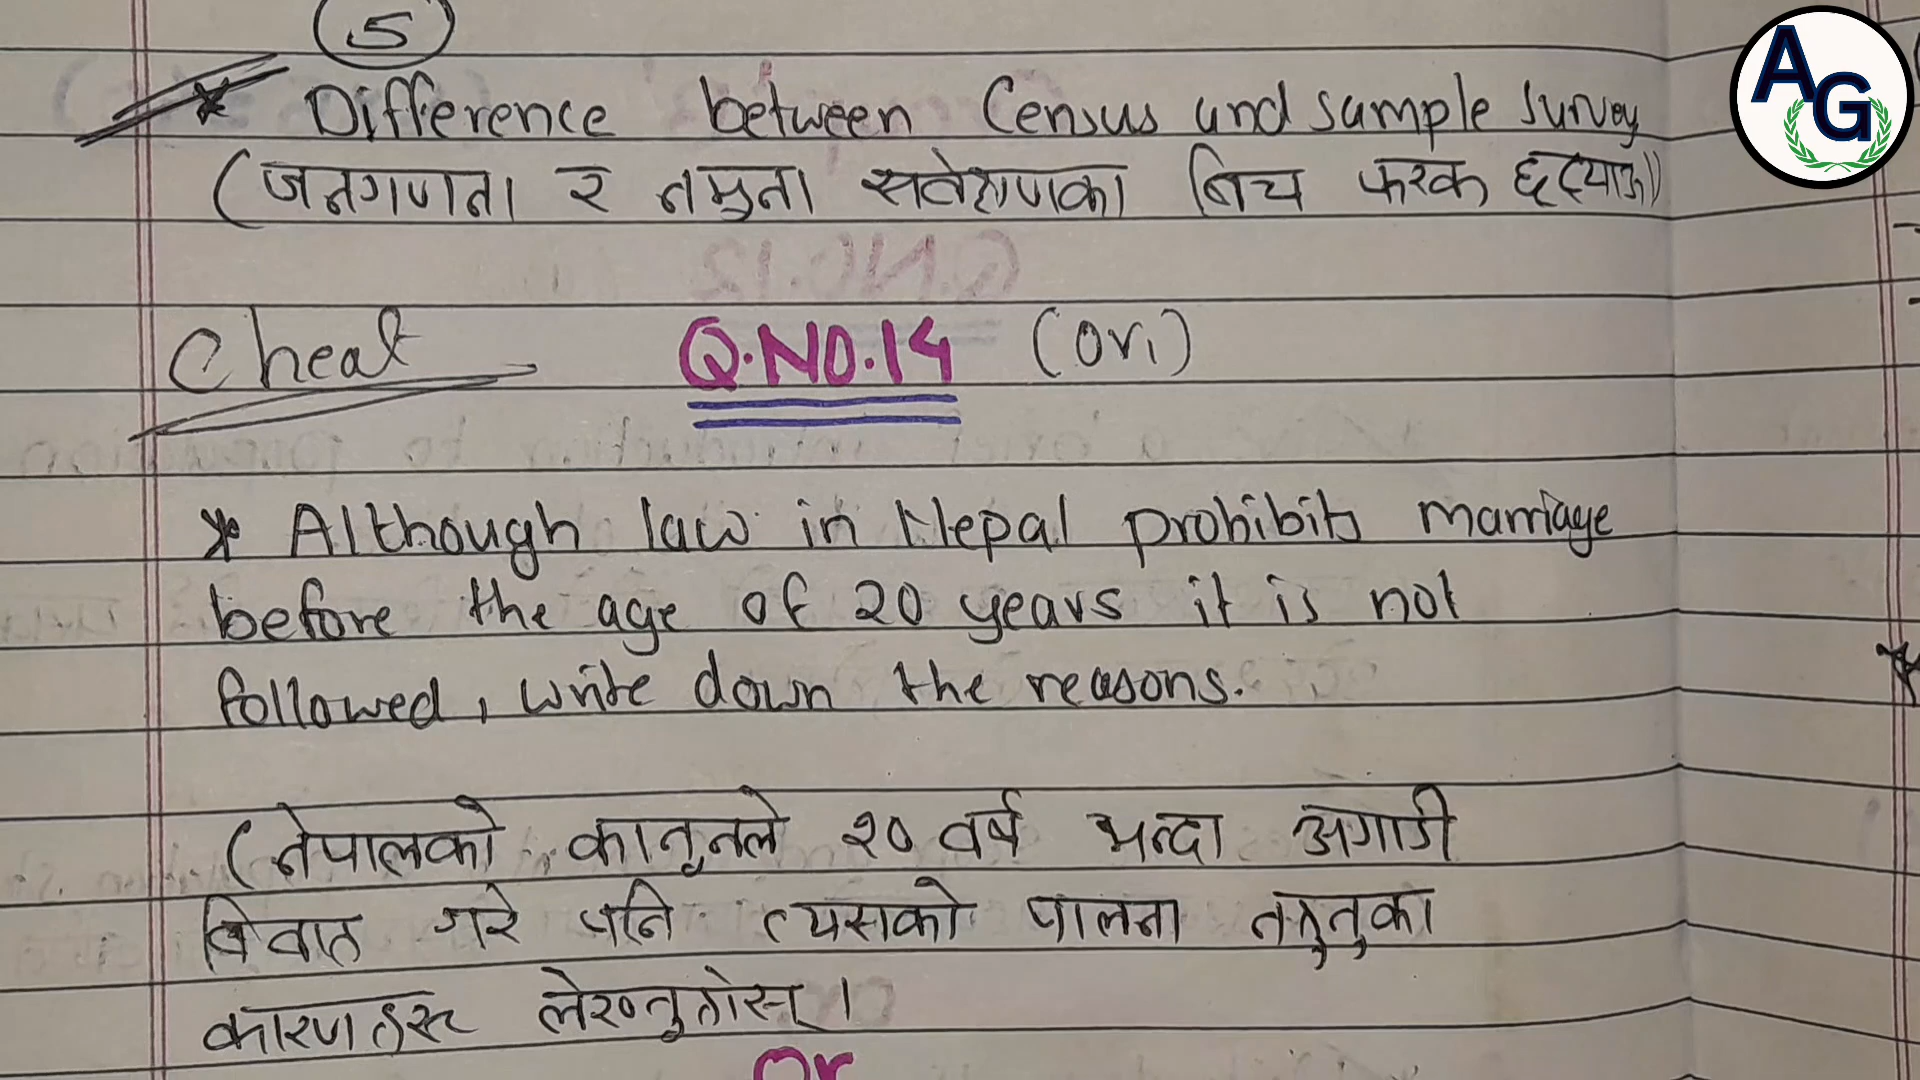 5
* Difference between Census and sample survey
(जनगणना र नमुना सवेक्षणका बिच फरक छुट्याऊ)
Cheat Q.NO.14 (ori)
* Although law in Nepal prohibits marriage
before the age of 20 years it is not
followed, write down the reasons.
(नेपालको कानूनले २० वर्ष भन्दा अगाडी
विवाह गरे पनि त्यसको पालना नहुनुका
कारणहरू लेख्नुहोस् ।
Or
AG